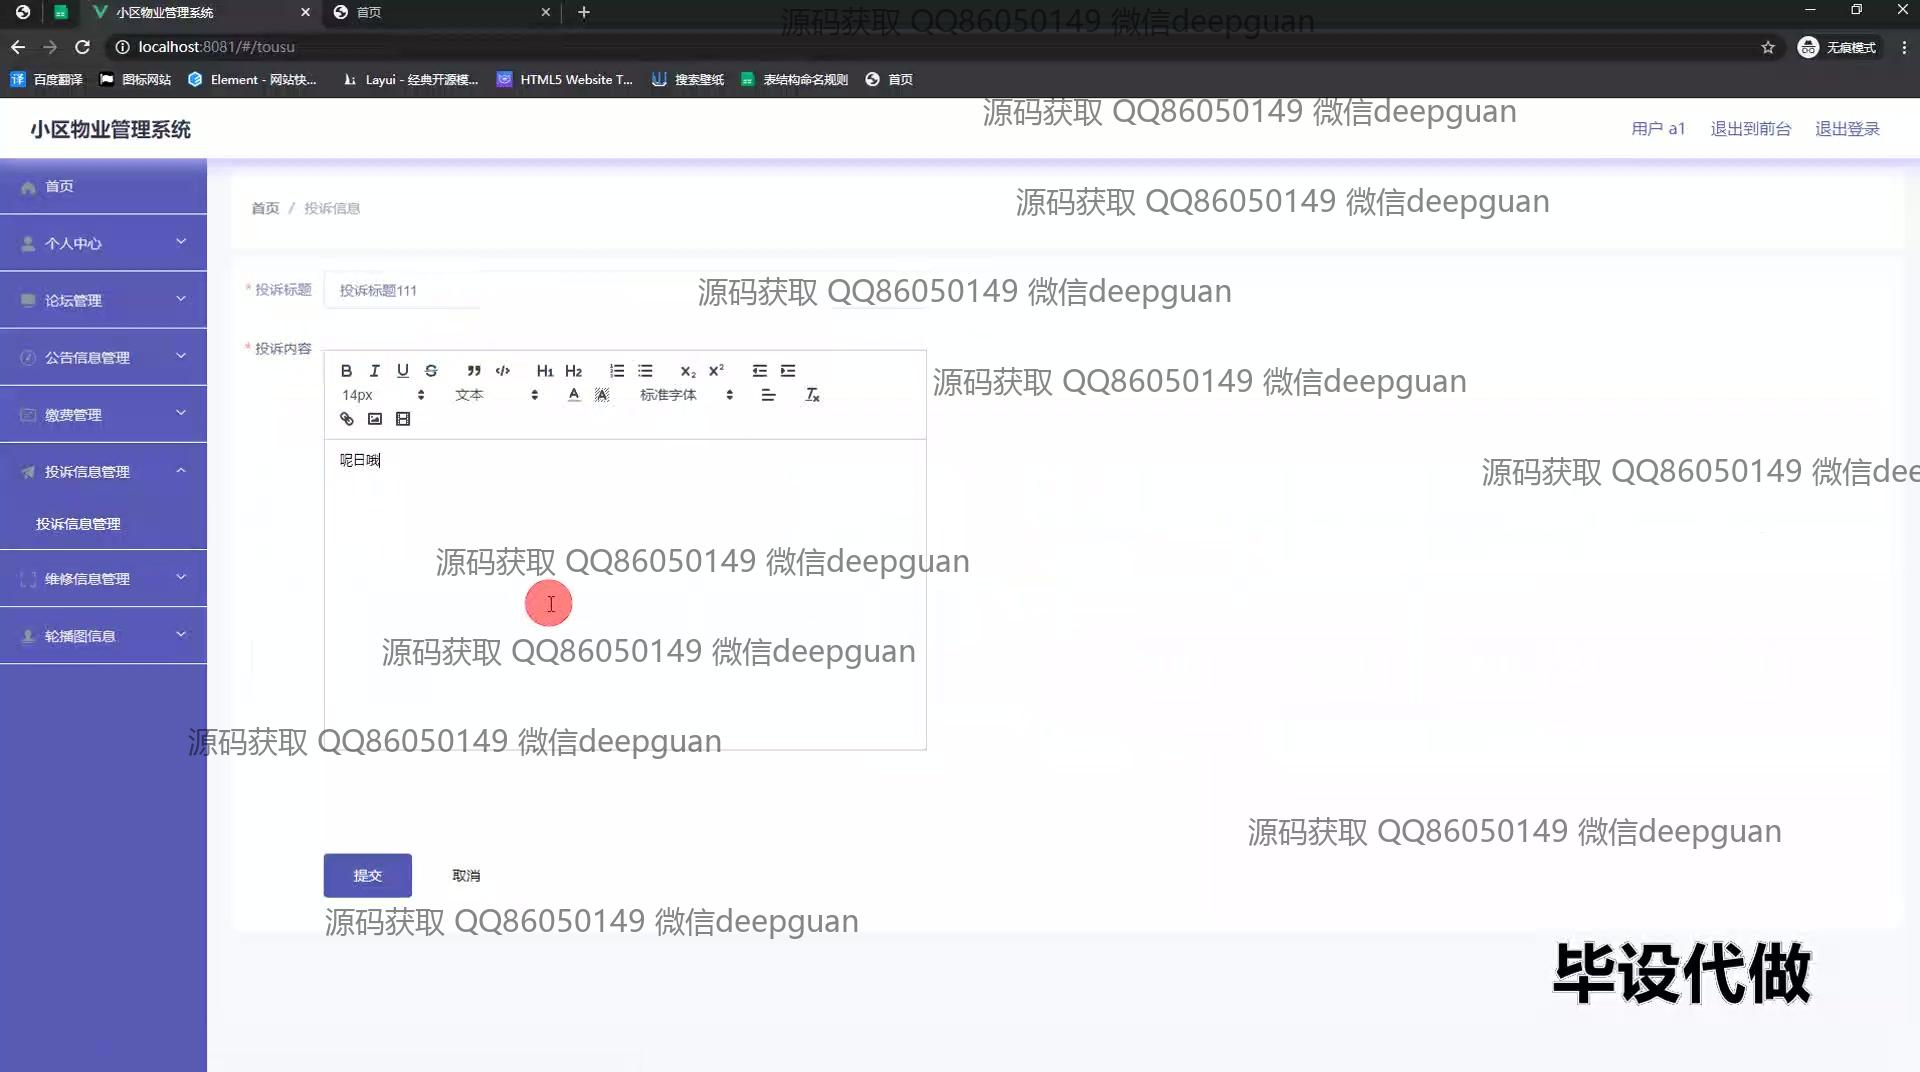 小区物业管理系统
首页
源码获取 QQ86050149 微信deepguan
localhost:8081/#/tousu
无痕模式
百度翻译
图标网站
Element - 网站快...
Layui - 经典开源模...
HTML5 Website T...
搜索壁纸
表结构命名规则
首页
源码获取 QQ86050149 微信deepguan
小区物业管理系统
用户 a1
退出到前台
退出登录
首页
个人中心
论坛管理
公告信息管理
缴费管理
投诉信息管理
投诉信息管理
维修信息管理
轮播图信息
源码获取 QQ86050149 微信deepguan
首页 / 投诉信息
* 投诉标题
投诉标题111
源码获取 QQ86050149 微信deepguan
* 投诉内容
B I U S H1 H2 x2 x2
14px 文本 A A 标准字体 Tx
源码获取 QQ86050149 微信deepguan
呢日哦
源码获取 QQ86050149 微信dee
源码获取 QQ86050149 微信deepguan
源码获取 QQ86050149 微信deepguan
源码获取 QQ86050149 微信deepguan
源码获取 QQ86050149 微信deepguan
提交
取消
源码获取 QQ86050149 微信deepguan
毕设代做